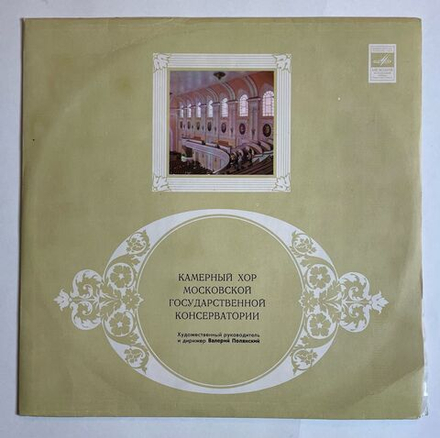 КАМЕРНЫЙ ХОР
МОСКОВСКОЙ
ГОСУДАРСТВЕННОЙ
КОНСЕРВАТОРИИ
Художественный руководитель
и дирижер Валерий Полянский